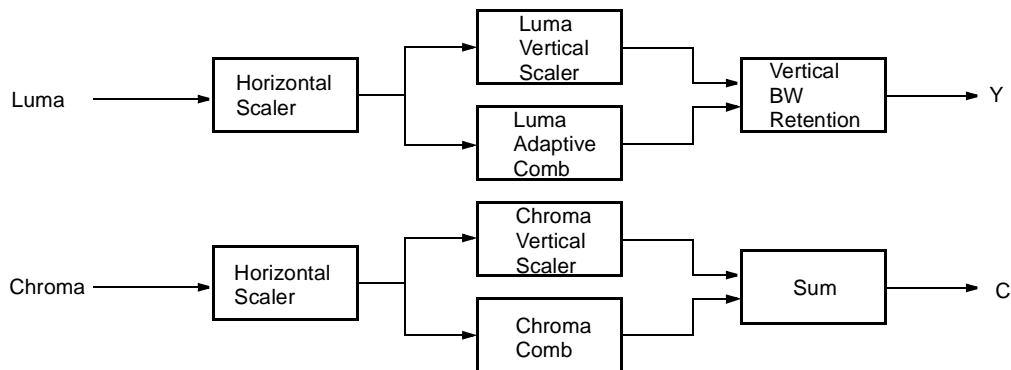 Luma
Horizontal
Scaler
Luma
Vertical
Scaler
Luma
Adaptive
Comb
Vertical
BW
Retention
Y
Chroma
Horizontal
Scaler
Chroma
Vertical
Scaler
Chroma
Comb
Sum
C